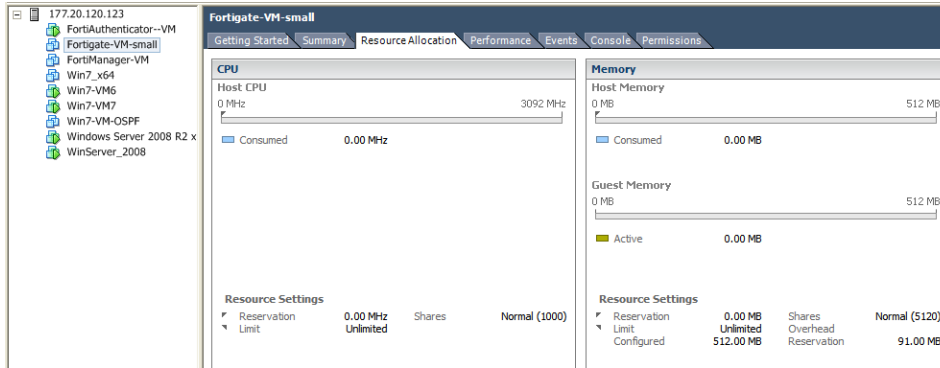 177.20.120.123
FortiAuthenticator--VM
Fortigate-VM-small
FortiManager-VM
Win7_x64
Win7-VM6
Win7-VM7
Win7-VM-OSPF
Windows Server 2008 R2 x
WinServer_2008
Fortigate-VM-small
Getting Started Summary Resource Allocation Performance Events Console Permissions
CPU
Host CPU
0 MHz 3092 MHz
Consumed 0.00 MHz
Resource Settings
Reservation 0.00 MHz Shares Normal (1000)
Limit Unlimited
Memory
Host Memory
0 MB 512 MB
Consumed 0.00 MB
Guest Memory
0 MB 512 MB
Active 0.00 MB
Resource Settings
Reservation 0.00 MB Shares Normal (5120)
Limit Unlimited Overhead
Configured 512.00 MB Reservation 91.00 MB